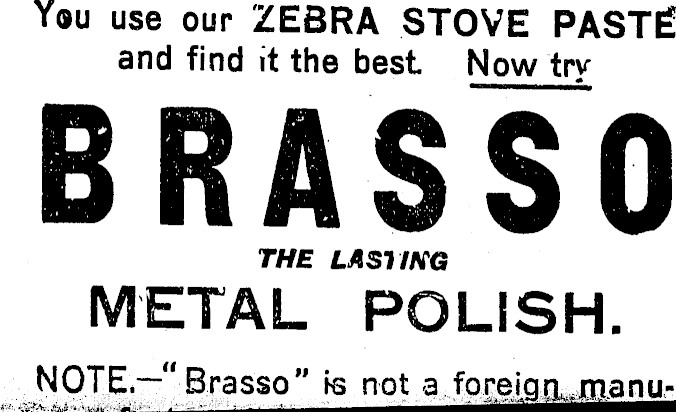 You use our "ZEBRA STOVE PASTE"
and find it the best. Now try
BRASSO
THE LASTING
METAL POLISH.
NOTE.—"Brasso" is not a foreign manu-